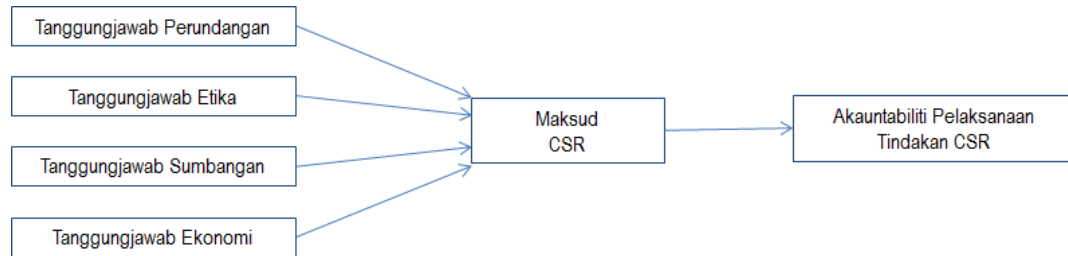 Tanggungjawab Perundangan
Tanggungjawab Etika
Tanggungjawab Sumbangan
Tanggungjawab Ekonomi
Maksud
CSR
Akauntabiliti Pelaksanaan
Tindakan CSR